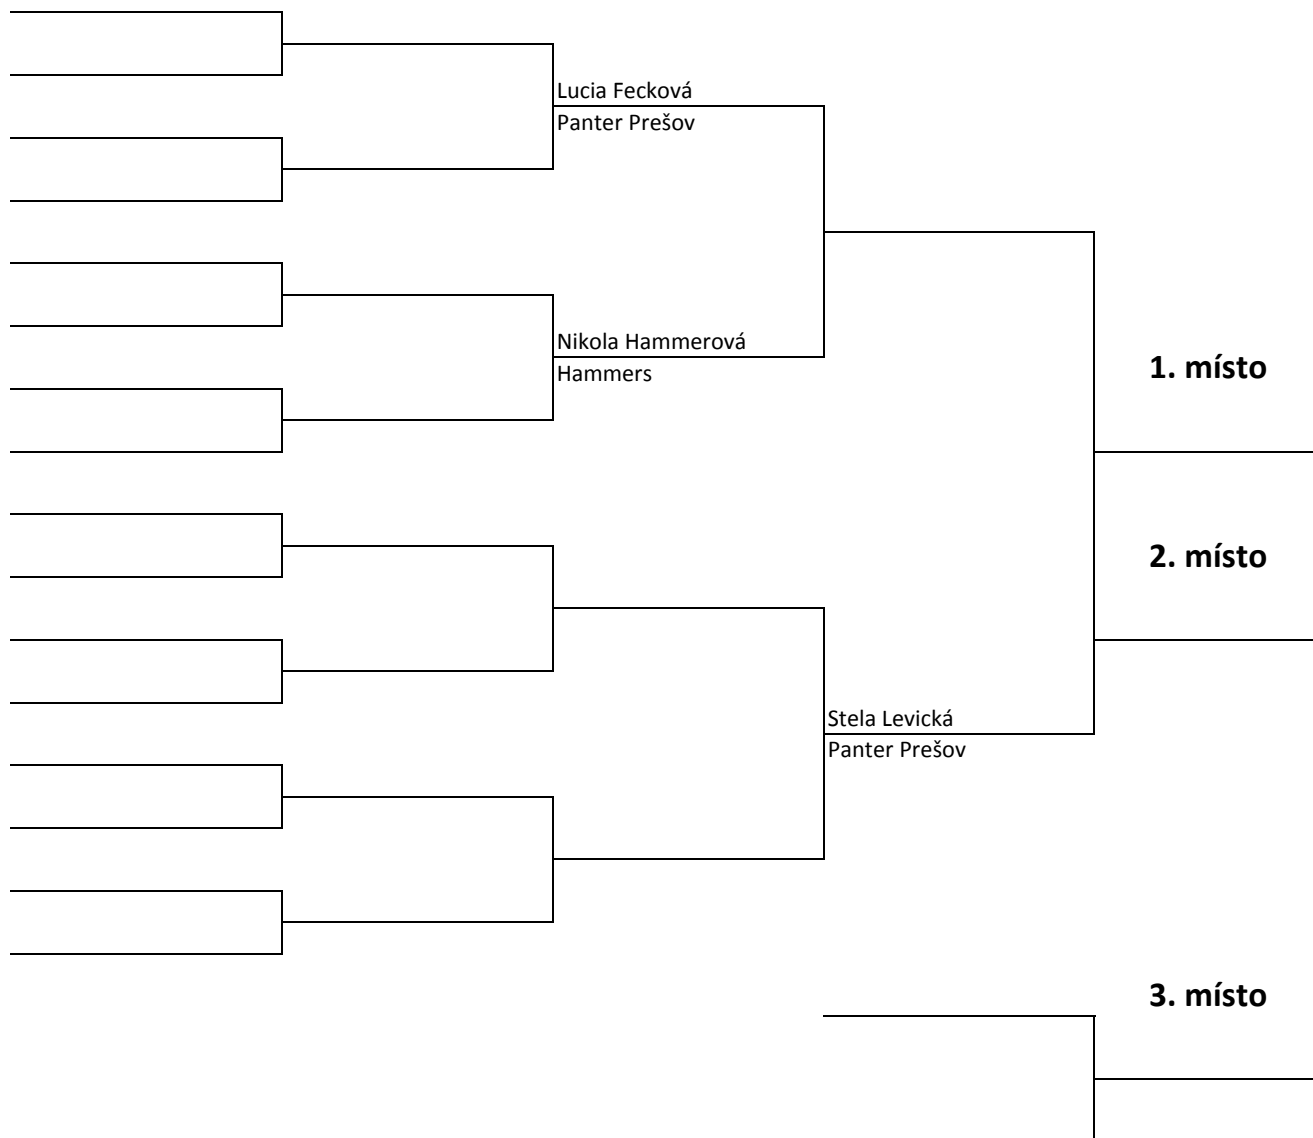 Lucia Fecková
Panter Prešov
Nikola Hammerová
Hammers
1. místo
2. místo
Stela Levická
Panter Prešov
3. místo